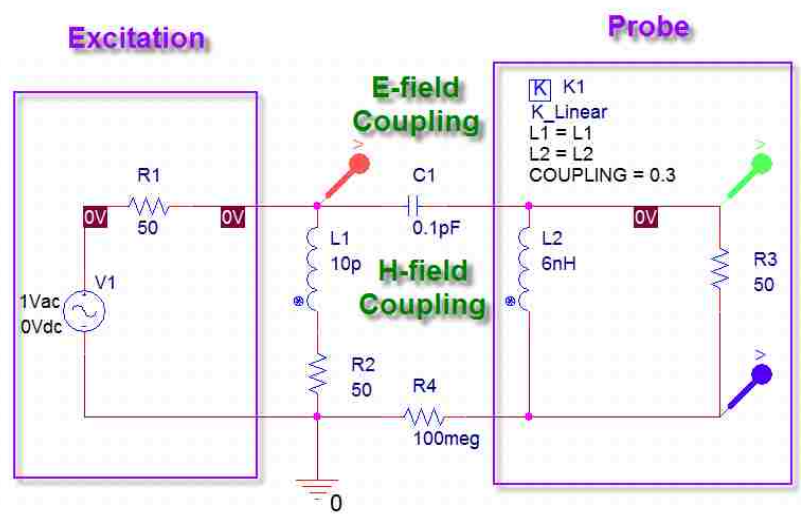 Excitation
Probe
E-field
Coupling
K K1
K_Linear
L1 = L1
L2 = L2
COUPLING = 0.3
R1
50
0V
0V
C1
0.1pF
0V
V
V
L1
10p
H-field
Coupling
L2
6nH
R3
50
V1
1Vac
0Vdc
R2
50
R4
100meg
V
0